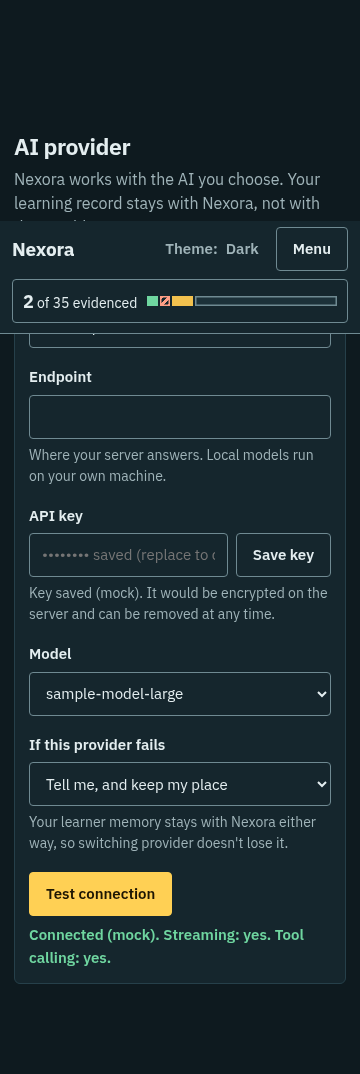 AI provider
Nexora works with the AI you choose. Your
learning record stays with Nexora, not with
Nexora
Theme: Dark
Menu
2 of 35 evidenced
Endpoint
Where your server answers. Local models run
on your own machine.
API key
•••••••• saved (replace to
Save key
Key saved (mock). It would be encrypted on the
server and can be removed at any time.
Model
sample-model-large
If this provider fails
Tell me, and keep my place
Your learner memory stays with Nexora either
way, so switching provider doesn't lose it.
Test connection
Connected (mock). Streaming: yes. Tool
calling: yes.